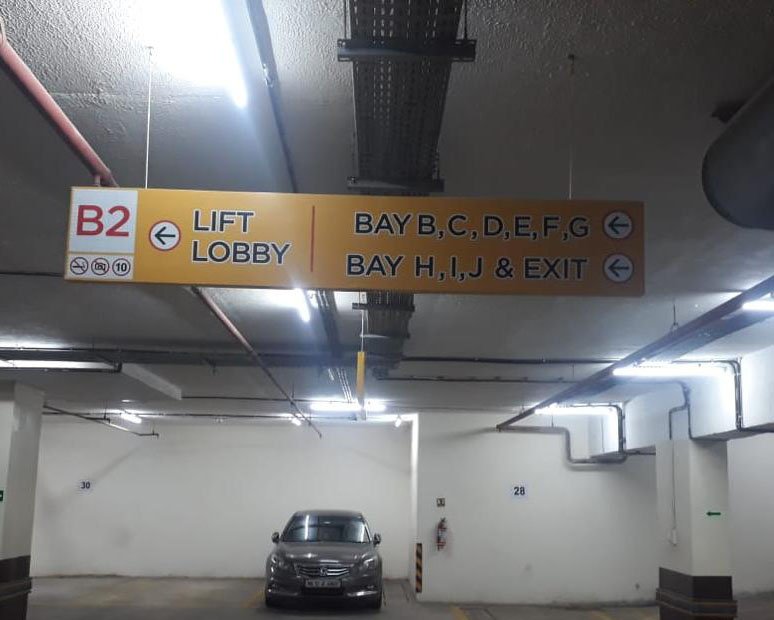 B2
10
LIFT
LOBBY
BAY B,C,D,E,F,G
BAY H,I,J & EXIT
30
28